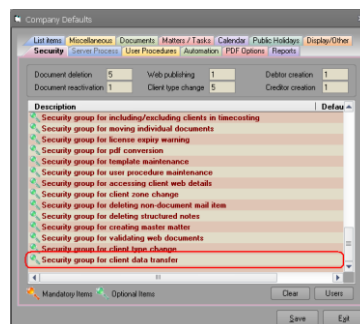 Company Defaults
List items Miscellaneous Documents Matters / Tasks Calendar Public Holidays Display/Other
Security Server Process User Procedures Automation PDF Options Reports
Document deletion 5 Web publishing 1 Debtor creation 1
Document reactivation 1 Client type change 5 Creditor creation 1
Description Defau
Security group for including/excluding clients in timecosting
Security group for moving individual documents
Security group for license expiry warning
Security group for pdf conversion
Security group for template maintenance
Security group for user procedure maintenance
Security group for accessing client web details
Security group for client zone change
Security group for deleting non-document mail item
Security group for deleting structured notes
Security group for creating master matter
Security group for validating web documents
Security group for client type change
Security group for client data transfer
Mandatory Items Optional Items Clear Users
Save Exit